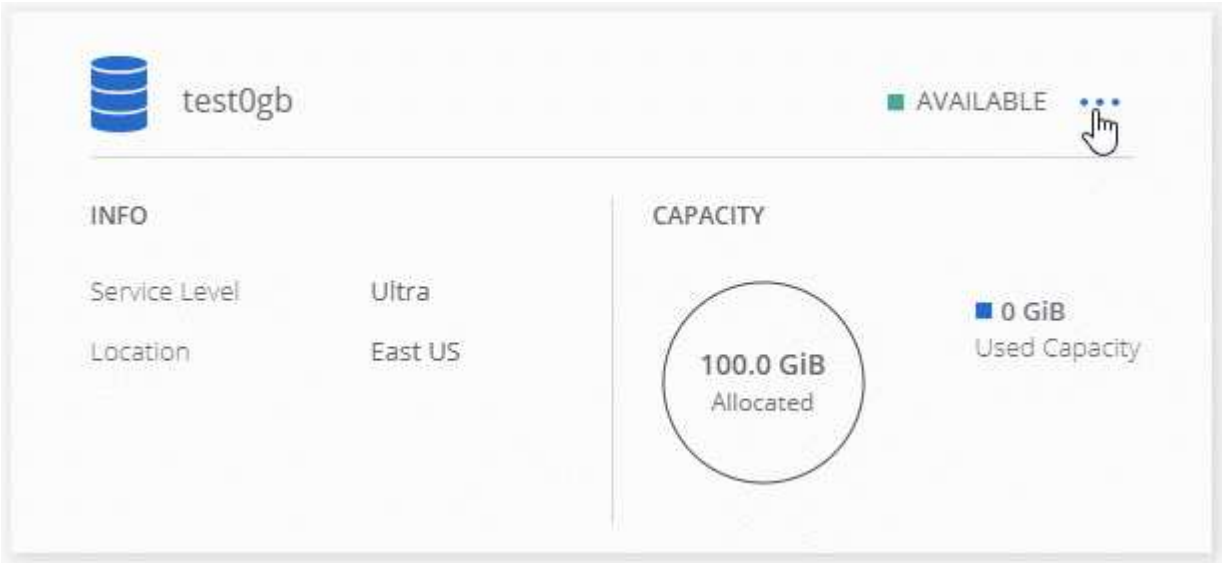 test0gb
AVAILABLE
INFO
Service Level Ultra
Location East US
CAPACITY
100.0 GiB
Allocated
0 GiB
Used Capacity